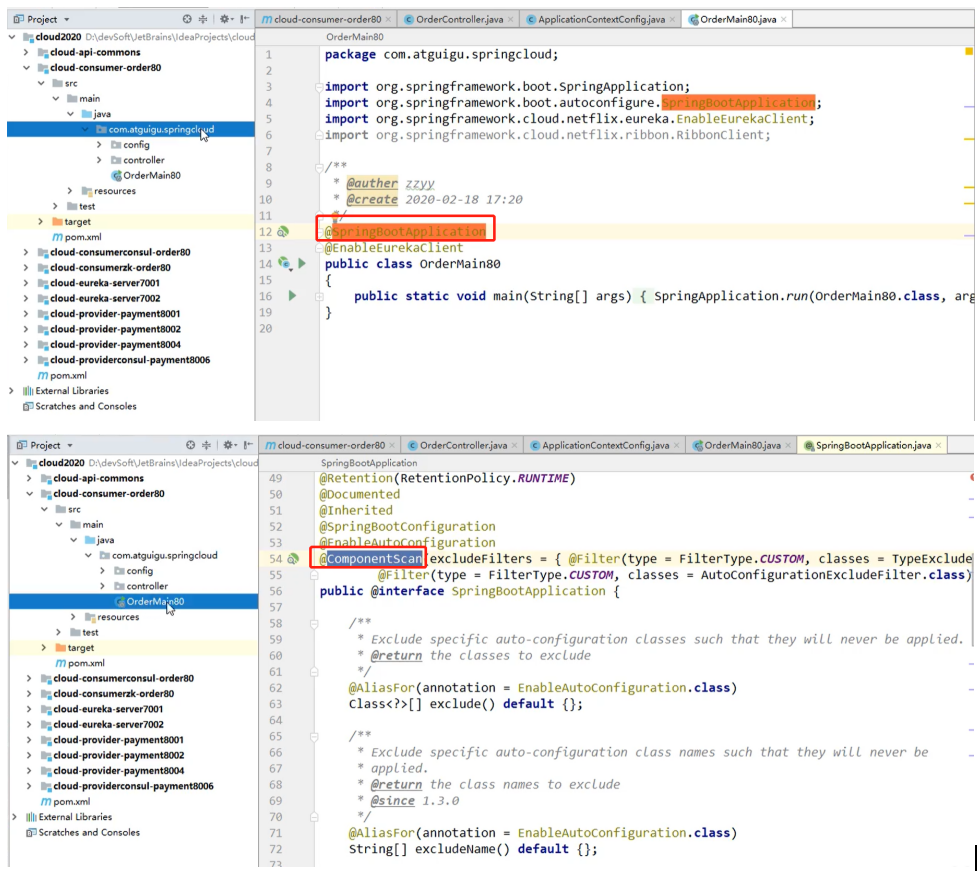 Project
m cloud-consumer-order80 × OrderController.java × ApplicationContextConfig.java × OrderMain80.java ×
cloud2020 D:\devSoft\JetBrains\IdeaProjects\cloud
cloud-api-commons
cloud-consumer-order80
src
main
java
com.atguigu.springcloud
config
controller
OrderMain80
resources
test
target
m pom.xml
cloud-consumerconsul-order80
cloud-consumerzk-order80
cloud-eureka-server7001
cloud-eureka-server7002
cloud-provider-payment8001
cloud-provider-payment8002
cloud-provider-payment8004
cloud-providerconsul-payment8006
m pom.xml
External Libraries
Scratches and Consoles
OrderMain80
1 package com.atguigu.springcloud;
2
3 import org.springframework.boot.SpringApplication;
4 import org.springframework.boot.autoconfigure.SpringBootApplication;
5 import org.springframework.cloud.netflix.eureka.EnableEurekaClient;
6 import org.springframework.cloud.netflix.ribbon.RibbonClient;
7
8 /**
9 * @auther zzyy
10 * @create 2020-02-18 17:20
11 */
12 @SpringBootApplication
13 @EnableEurekaClient
14 public class OrderMain80
15 {
16 public static void main(String[] args) { SpringApplication.run(OrderMain80.class, arg
19 }
20
Project
m cloud-consumer-order80 × OrderController.java × ApplicationContextConfig.java × OrderMain80.java × SpringBootApplication.java ×
cloud2020 D:\devSoft\JetBrains\IdeaProjects\cloud
cloud-api-commons
cloud-consumer-order80
src
main
java
com.atguigu.springcloud
config
controller
OrderMain80
resources
test
target
m pom.xml
cloud-consumerconsul-order80
cloud-consumerzk-order80
cloud-eureka-server7001
cloud-eureka-server7002
cloud-provider-payment8001
cloud-provider-payment8002
cloud-provider-payment8004
cloud-providerconsul-payment8006
m pom.xml
External Libraries
Scratches and Consoles
SpringBootApplication
49 @Retention(RetentionPolicy.RUNTIME)
50 @Documented
51 @Inherited
52 @SpringBootConfiguration
53 @EnableAutoConfiguration
54 @ComponentScan(excludeFilters = { @Filter(type = FilterType.CUSTOM, classes = TypeExclude
55 @Filter(type = FilterType.CUSTOM, classes = AutoConfigurationExcludeFilter.class)
56 public @interface SpringBootApplication {
57
58 /**
59 * Exclude specific auto-configuration classes such that they will never be applied.
60 * @return the classes to exclude
61 */
62 @AliasFor(annotation = EnableAutoConfiguration.class)
63 Class<?>[] exclude() default {};
64
65 /**
66 * Exclude specific auto-configuration class names such that they will never be
67 * applied.
68 * @return the class names to exclude
69 * @since 1.3.0
70 */
71 @AliasFor(annotation = EnableAutoConfiguration.class)
72 String[] excludeName() default {};
73